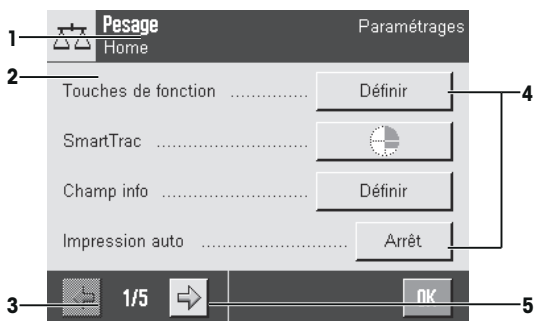 Pesage
Home
Paramétrages
1
2
Touches de fonction .............. Définir
4
SmartTrac ..........................
Champ info ......................... Définir
Impression auto .......................... Arrêt
3
1/5
OK
5